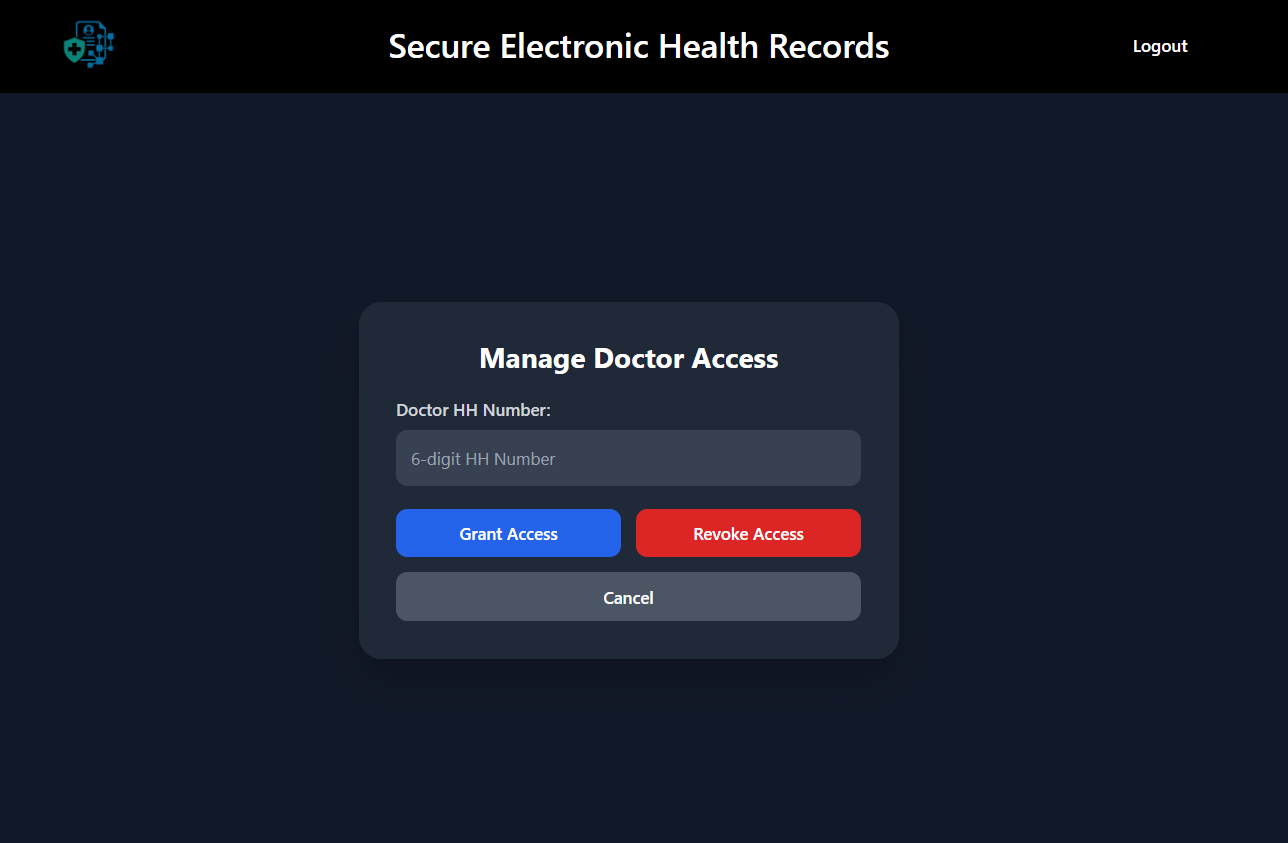 Secure Electronic Health Records
Logout
Manage Doctor Access
Doctor HH Number:
6-digit HH Number
Grant Access
Revoke Access
Cancel